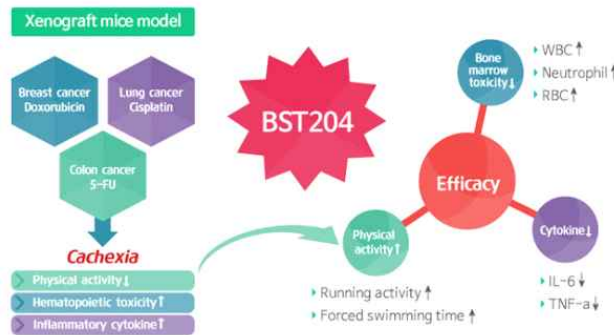 Xenograft mice model
Breast cancer
Doxorubicin
Lung cancer
Cisplatin
Colon cancer
5-FU
Cachexia
Physical activity↓
Hematopoietic toxicity↑
Inflammatory cytokine↑
BST204
Efficacy
Bone
marrow
toxicity↓
WBC ↑
Neutrophil ↑
RBC ↑
Physical
activity↑
Running activity ↑
Forced swimming time ↑
Cytokine↓
IL-6 ↓
TNF-a↓